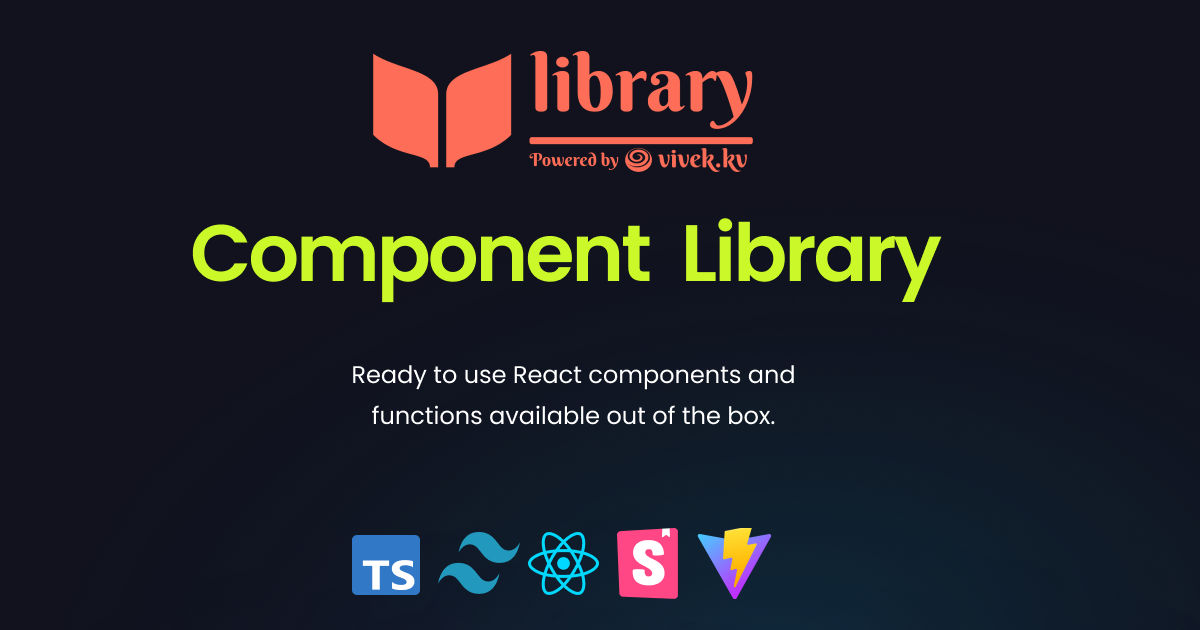 library
Powered by vivek.kv
Component Library
Ready to use React components and
functions available out of the box.
TS
S